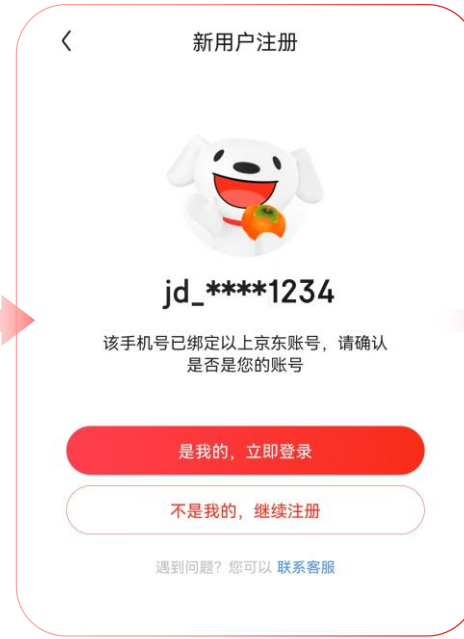 新用户注册
jd_****1234
该手机号已绑定以上京东账号，请确认
是否是您的账号
是我的，立即登录
不是我的，继续注册
遇到问题？您可以 联系客服